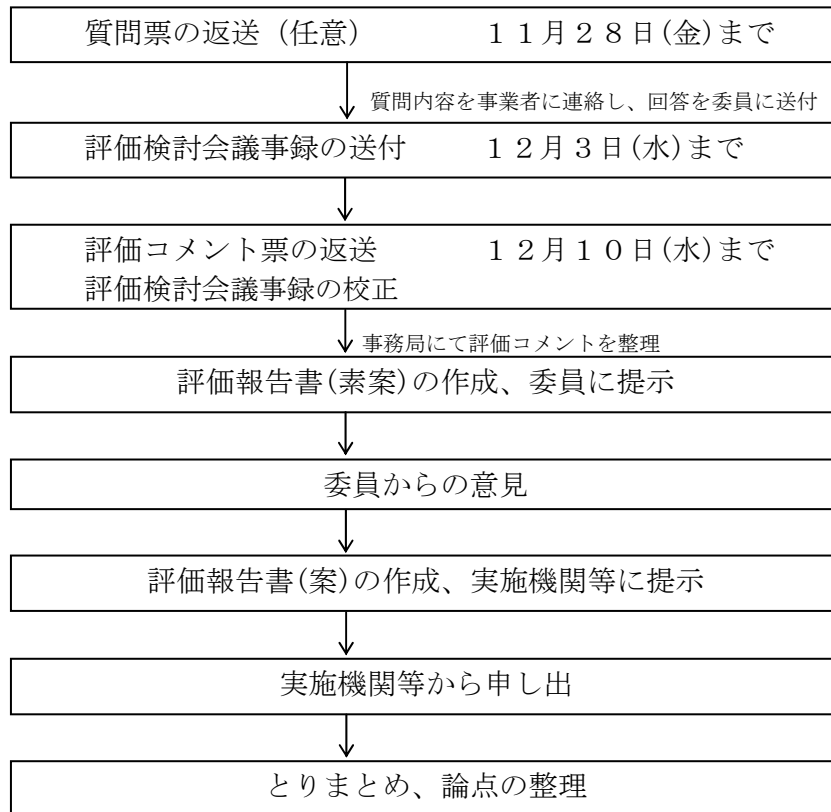 質問票の返送（任意）　　　　１１月２８日(金)まで
質問内容を事業者に連絡し、回答を委員に送付
評価検討会議事録の送付　　　１２月３日(水)まで
評価コメント票の返送　　　　１２月１０日(水)まで
評価検討会議事録の校正
事務局にて評価コメントを整理
評価報告書(素案)の作成、委員に提示
委員からの意見
評価報告書(案)の作成、実施機関等に提示
実施機関等から申し出
とりまとめ、論点の整理